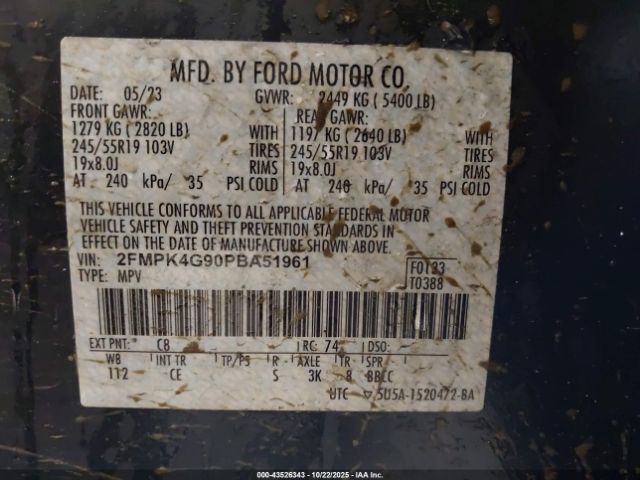 MFD. BY FORD MOTOR CO.
DATE: 05/23 GVWR: 2449 KG ( 5400 LB)
FRONT GAWR: REAR GAWR:
1279 KG ( 2820 LB) WITH 1197 KG ( 2640 LB) WITH
245/55R19 103V TIRES 245/55R19 103V TIRES
19x8.0J RIMS 19x8.0J RIMS
AT 240 kPa/ 35 PSI COLD AT 240 kPa/ 35 PSI COLD
THIS VEHICLE CONFORMS TO ALL APPLICABLE FEDERAL MOTOR
VEHICLE SAFETY AND THEFT PREVENTION STANDARDS IN
EFFECT ON THE DATE OF MANUFACTURE SHOWN ABOVE.
VIN: 2FMPK4G90PBA51961 F0133
TYPE: MPV T0388
EXT PNT: C8 RC: 74 DSO:
WB INT TR TP/PS R AXLE TR SPR
112 CE S 3K 8 BBCC
UTC ▽ 5U5A-1520472-BA
000-43526343 - 10/22/2025 - IAA Inc.